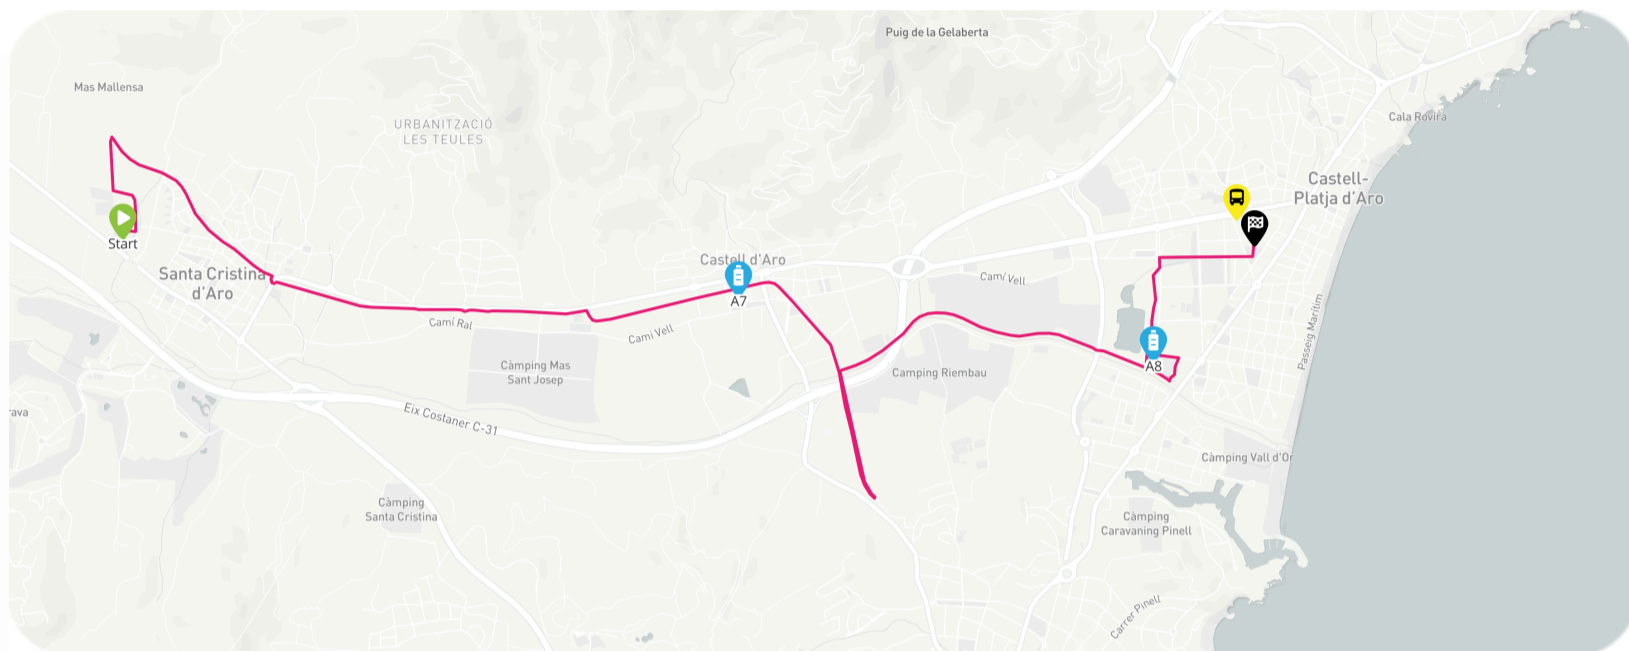 Puig de la Gelaberta
Mas Mallensa
URBANITZACIÓ
LES TEULES
Cala Rovira
Castell-
Platja d'Aro
Start
Santa Cristina
d'Aro
Castell d'Aro
A7
Camí Vell
Camí Ral
Camí Vell
Passeig Marítim
Càmping Mas
Sant Josep
Camping Riembau
A8
rava
Eix Costaner C-31
Càmping Vall d'Or
Càmping
Santa Cristina
Càmping
Caravaning Pinell
Carrer Pinell